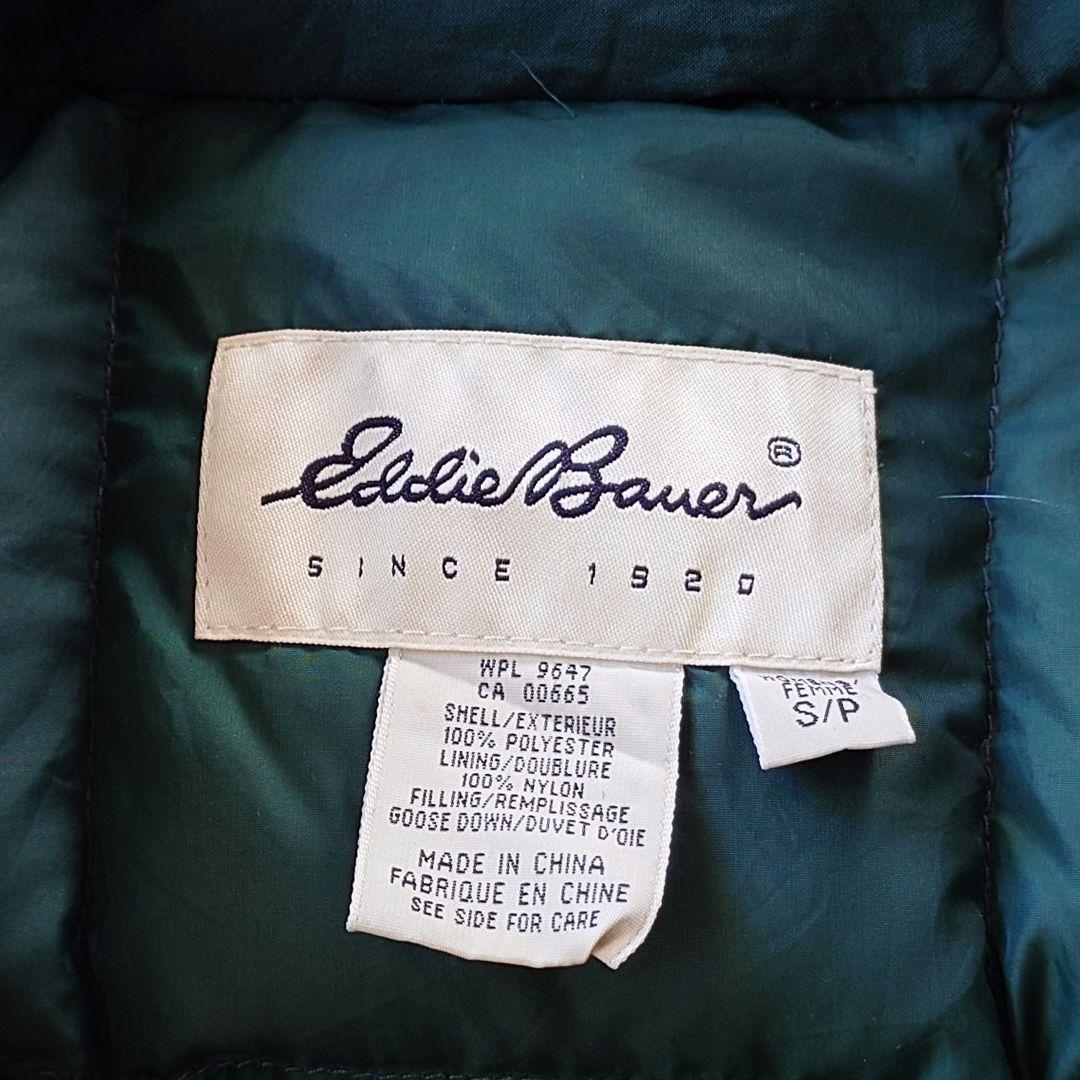 Eddie Bauer ®
SINCE 1920
WPL 9647
CA 00665
SHELL/EXTERIEUR
100% POLYESTER
LINING/DOUBLURE
100% NYLON
FILLING/REMPLISSAGE
GOOSE DOWN/DUVET D'OIE
MADE IN CHINA
FABRIQUE EN CHINE
SEE SIDE FOR CARE
FEMME
S/P